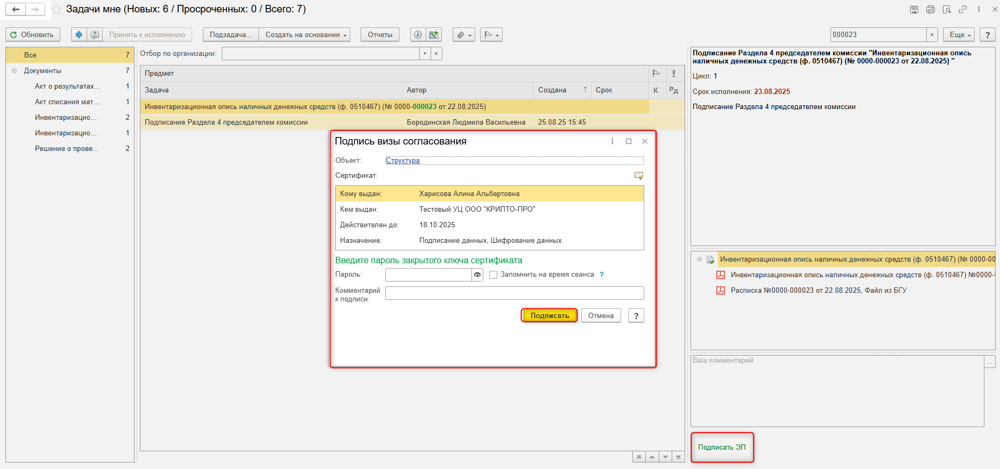 Задачи мне (Новых: 6 / Просроченных: 0 / Всего: 7)
Обновить
Принять к исполнению
Подзадача...
Создать на основании
Отчеты
000023
×
Еще
?
Все 7
Документы 7
Акт о результатах... 1
Акт списания мат... 1
Инвентаризацио... 2
Инвентаризацио... 1
Решение о прове... 2
Отбор по организации:
×
Предмет
!
Задача Автор Создана ↑ Срок К Рд
Инвентаризационная опись наличных денежных средств (ф. 0510467) (№ 0000-000023 от 22.08.2025)
Подписание Раздела 4 председателем комиссии Бородинская Людмила Васильевна 25.08.25 15:45
Подпись визы согласования
Объект: Структура
Сертификат:
Кому выдан: Харисова Алина Альбертовна
Кем выдан: Тестовый УЦ ООО "КРИПТО-ПРО"
Действителен до: 18.10.2025
Назначение: Подписание данных, Шифрование данных
Введите пароль закрытого ключа сертификата
Пароль: Запомнить на время сеанса ?
Комментарий
к подписи:
Подписать
Отмена
?
Подписание Раздела 4 председателем комиссии "Инвентаризационная опись
наличных денежных средств (ф. 0510467) (№ 0000-000023 от 22.08.2025) "
Цикл: 1
Срок исполнения: 23.08.2025
Подписание Раздела 4 председателем комиссии
Инвентаризационная опись наличных денежных средств (ф. 0510467) (№ 0000-00
Инвентаризационная опись наличных денежных средств (ф. 0510467) №0000-
Расписка №0000-000023 от 22.08.2025, Файл из БГУ
Ваш комментарий
...
Подписать ЭП